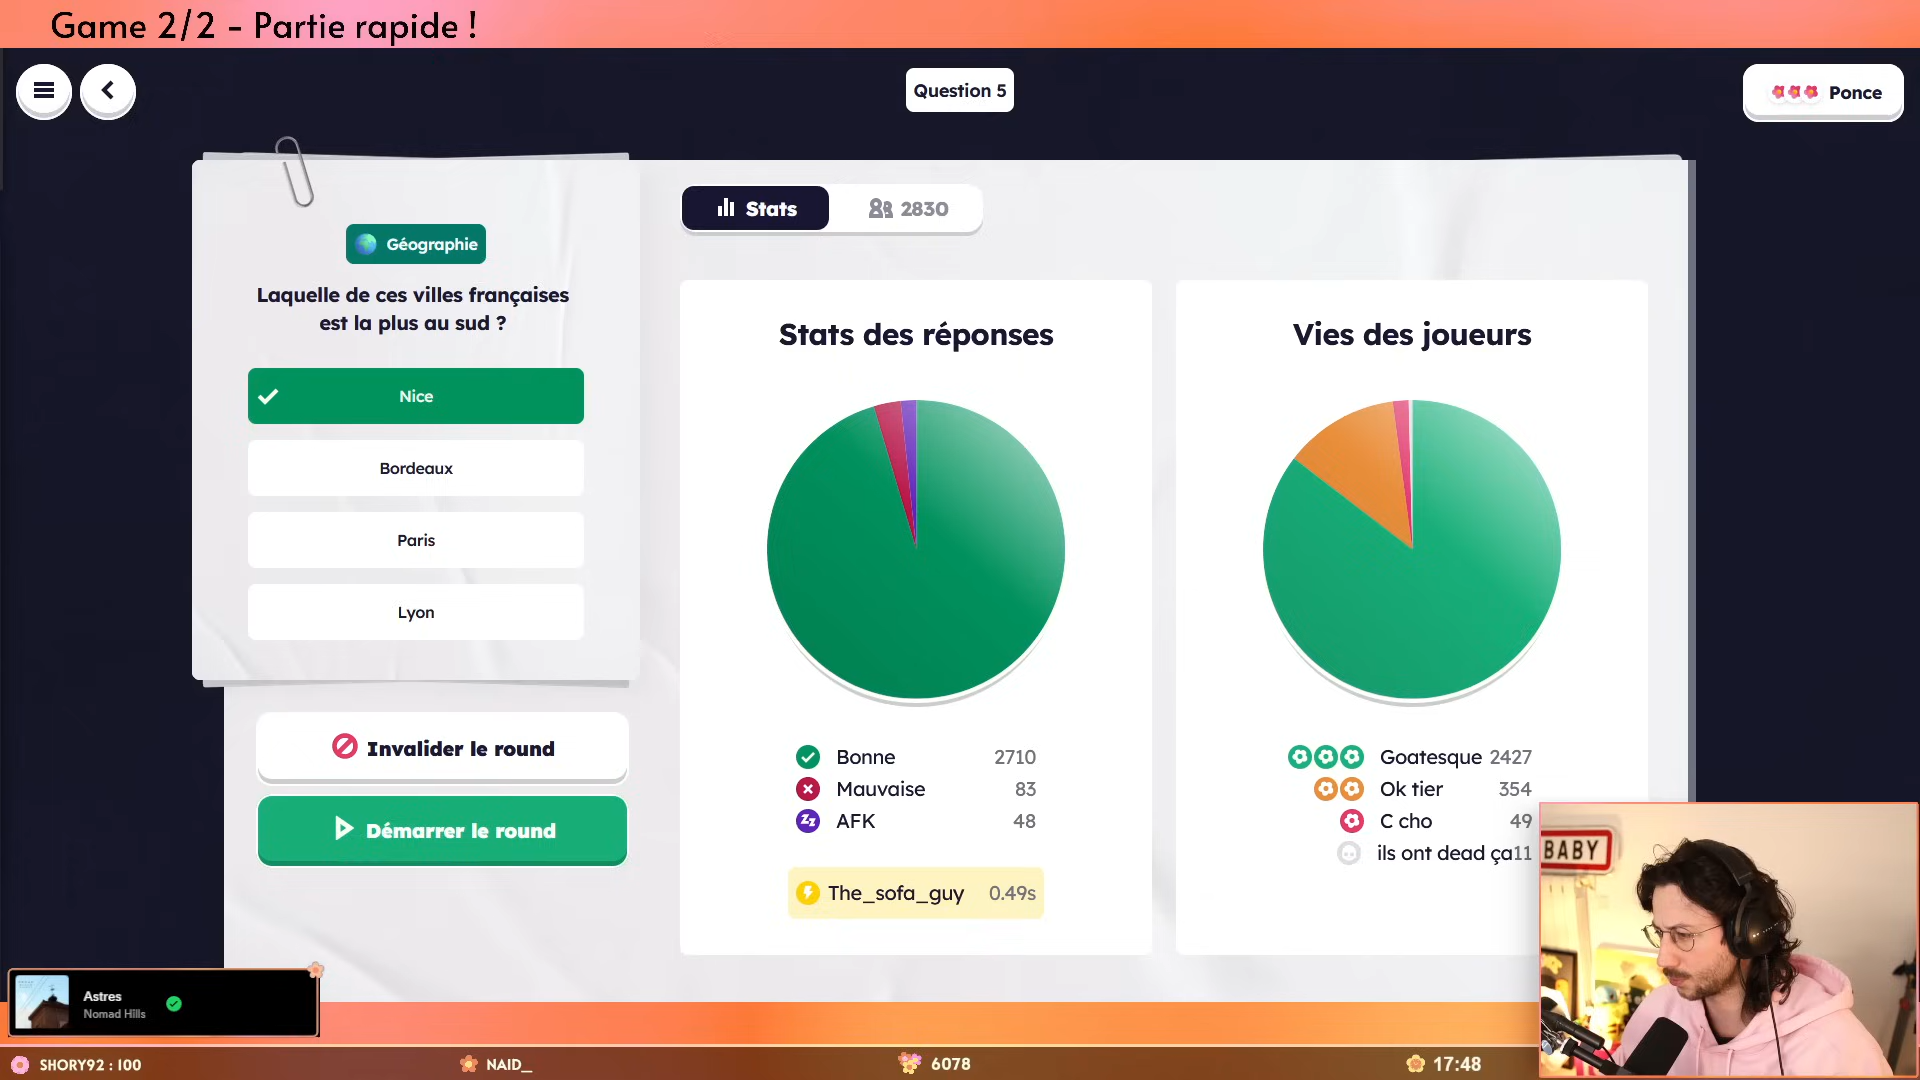 Game 2/2 - Partie rapide !
Question 5
Ponce
Géographie
Laquelle de ces villes françaises
est la plus au sud ?
Nice
Bordeaux
Paris
Lyon
Invalider le round
Démarrer le round
Stats
2830
Stats des réponses
Bonne 2710
Mauvaise 83
AFK 48
The_sofa_guy 0.49s
Vies des joueurs
Goatesque 2427
Ok tier 354
C cho 49
ils ont dead ça11
BABY
Astres
Nomad Hills
SHORY92 : 100
NAID_
6078
17:48